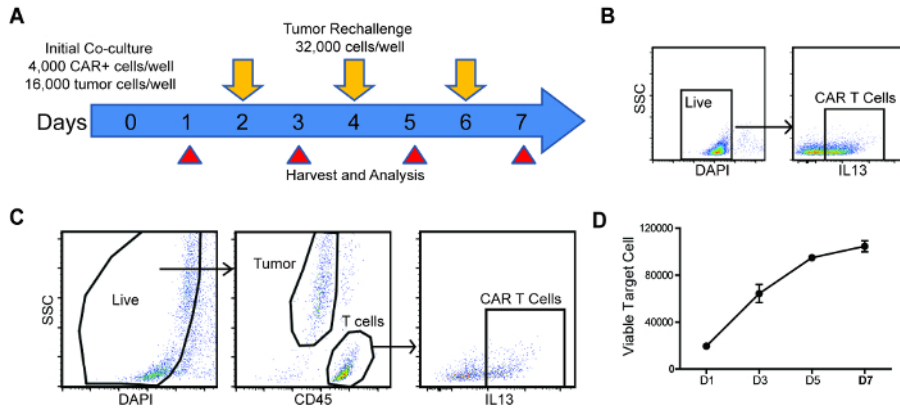 A
Initial Co-culture
4,000 CAR+ cells/well
16,000 tumor cells/well
Tumor Rechallenge
32,000 cells/well
Days 0 1 2 3 4 5 6 7
Harvest and Analysis
B
SSC
Live
DAPI
CAR T Cells
IL13
C
SSC
Live
DAPI
Tumor
T cells
CD45
CAR T Cells
IL13
D
Viable Target Cell
120000
80000
40000
0
D1 D3 D5 D7